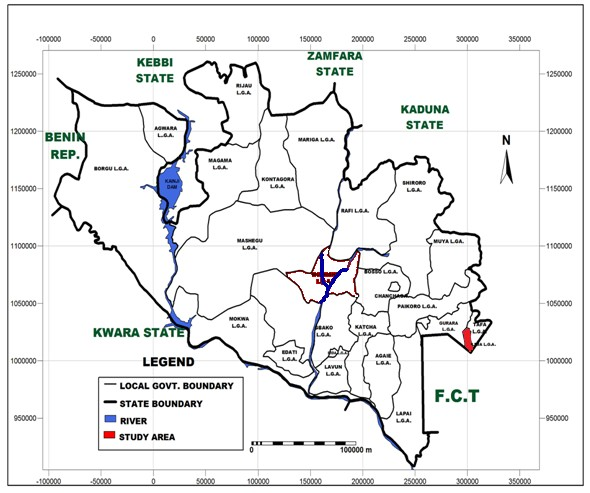 -100000 -50000 0 50000 100000 150000 200000 250000 300000 350000
KEBBI
STATE
ZAMFARA
STATE
KADUNA
STATE
BENIN
REP.
KWARA STATE
F.C.T
N
1250000
1200000
1150000
1100000
1050000
1000000
950000
1250000
1200000
1150000
1100000
1050000
1000000
950000
RIJAU
L.G.A.
AGWARA
L.G.A.
MARIGA L.G.A.
BORGU L.G.A.
MAGAMA
L.G.A.
KONTAGORA
L.G.A.
SHIRORO
L.G.A.
DAM
RAFI L.G.A.
MASHEGU
L.G.A.
MUYA L.GA.
BOSSO L.G.A.
CHANCHAGA
PAIKORO L.G.A.
MOKWA
L.G.A.
GBAKO
L.G.A.
KATCHA
L.G.A.
GURARA
L.G.A.
TAFA
L.G.A.
EDATI
L.G.A.
LAVUN
L.G.A.
AGAIE
L.G.A.
LAPAI
L.G.A.
LEGEND
LOCAL GOVT. BOUNDARY
STATE BOUNDARY
RIVER
STUDY AREA
0 100000 m
-100000 -50000 0 50000 100000 150000 200000 250000 300000 350000